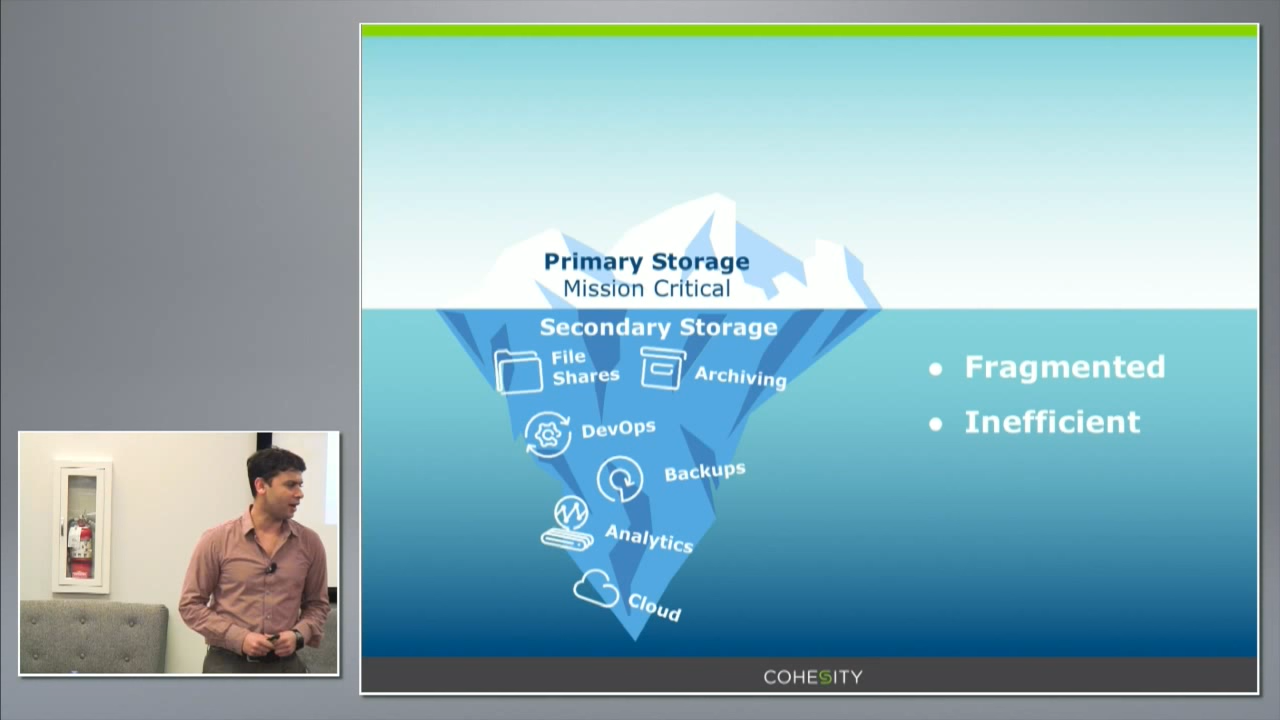 Primary Storage
Mission Critical
Secondary Storage
File
Shares
Archiving
DevOps
Backups
Analytics
Cloud
● Fragmented
● Inefficient
COHESITY